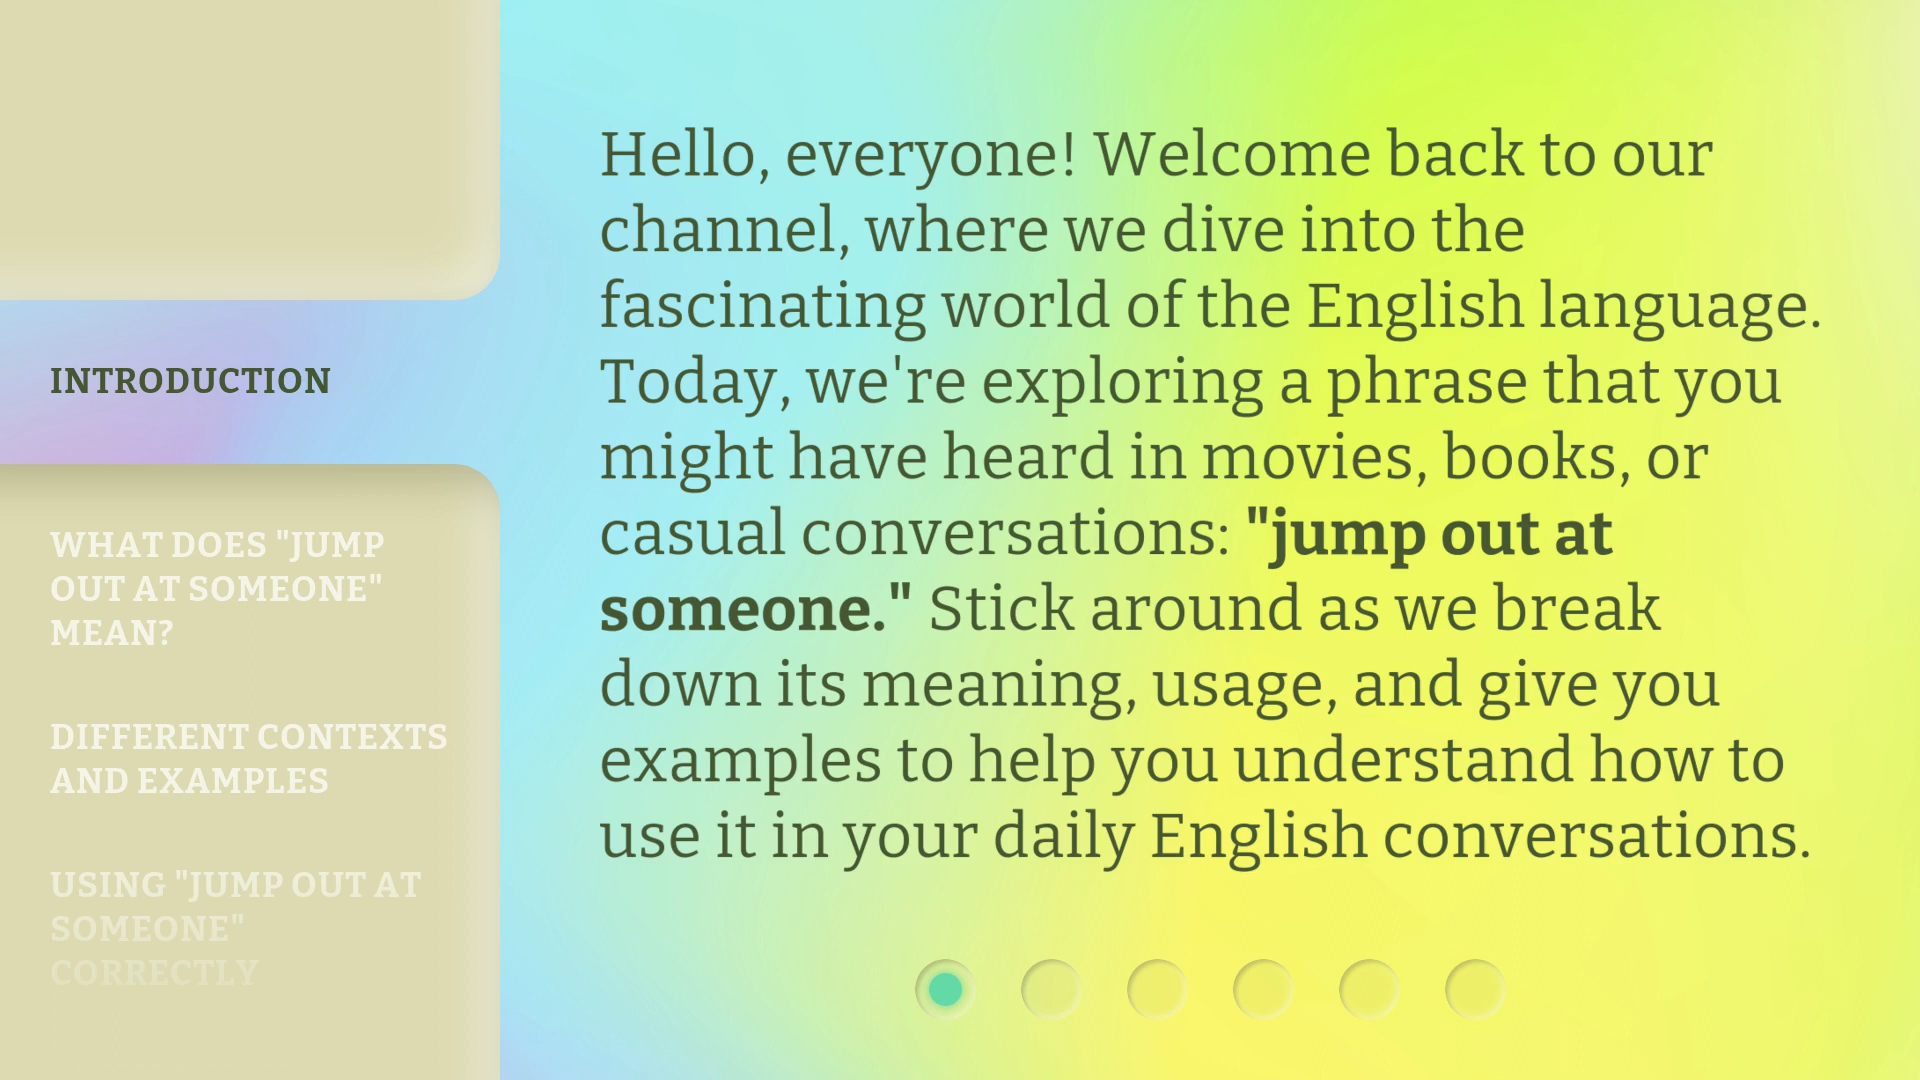 INTRODUCTION
WHAT DOES "JUMP
OUT AT SOMEONE"
MEAN?
DIFFERENT CONTEXTS
AND EXAMPLES
USING "JUMP OUT AT
SOMEONE"
CORRECTLY
Hello, everyone! Welcome back to our
channel, where we dive into the
fascinating world of the English language.
Today, we're exploring a phrase that you
might have heard in movies, books, or
casual conversations: "jump out at
someone." Stick around as we break
down its meaning, usage, and give you
examples to help you understand how to
use it in your daily English conversations.